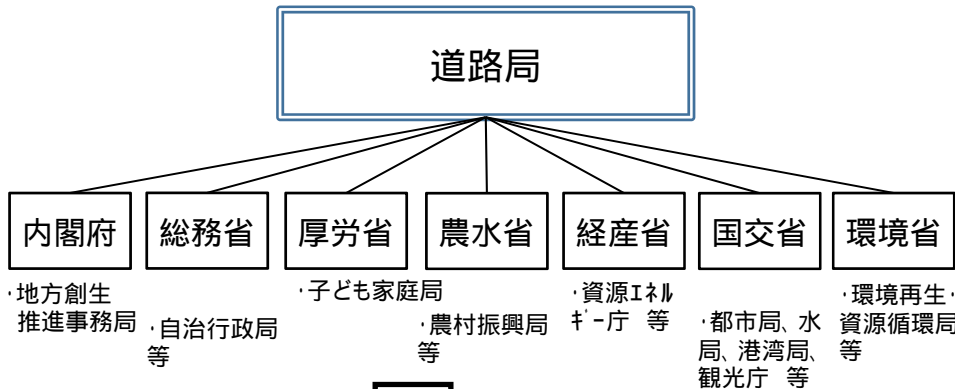 道路局
内閣府
総務省
厚労省
農水省
経産省
国交省
環境省
・地方創生
推進事務局
・自治行政局
等
・子ども家庭局
・農村振興局
等
・資源ｴﾈﾙ
ｷﾞｰ庁 等
・都市局、水
局、港湾局、
観光庁 等
・環境再生・
資源循環局
等